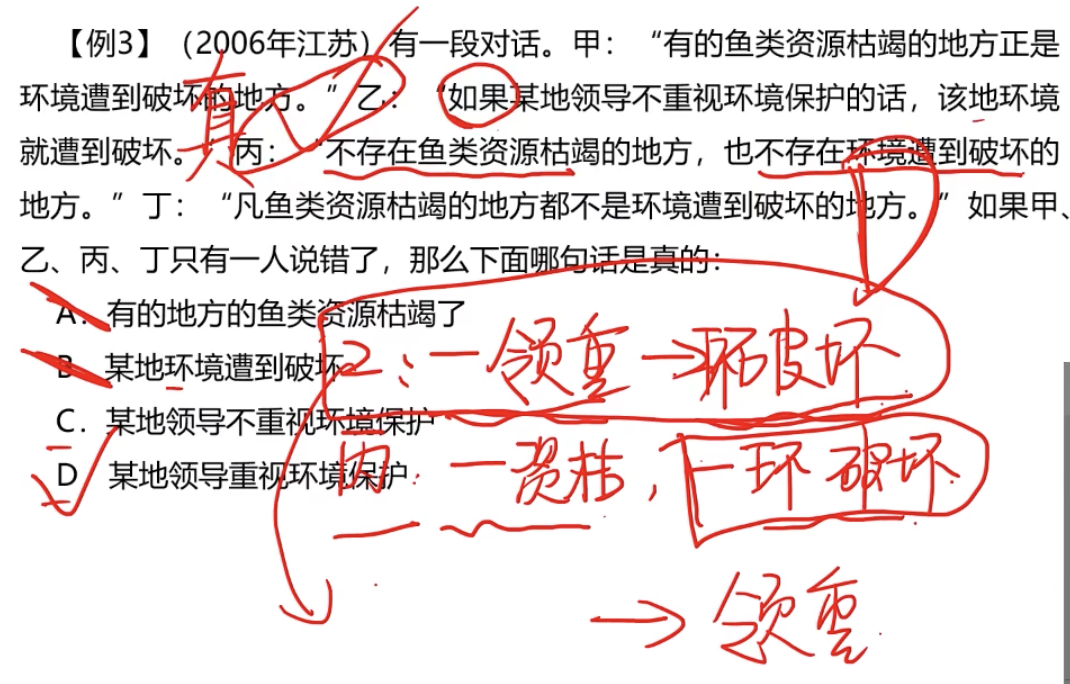 【例3】（2006年江苏）有一段对话。甲：“有的鱼类资源枯竭的地方正是
环境遭到破坏的地方。”乙：“如果某地领导不重视环境保护的话，该地环境
就遭到破坏。”丙：“不存在鱼类资源枯竭的地方，也不存在环境遭到破坏的
地方。”丁：“凡鱼类资源枯竭的地方都不是环境遭到破坏的地方。”如果甲、
乙、丙、丁只有一人说错了，那么下面哪句话是真的：
A．有的地方的鱼类资源枯竭了
B 某地环境遭到破坏
C．某地领导不重视环境保护
D 某地领导重视环境保护
真
乙：一领重→环破坏
丙：一资枯，一环破坏
→领重